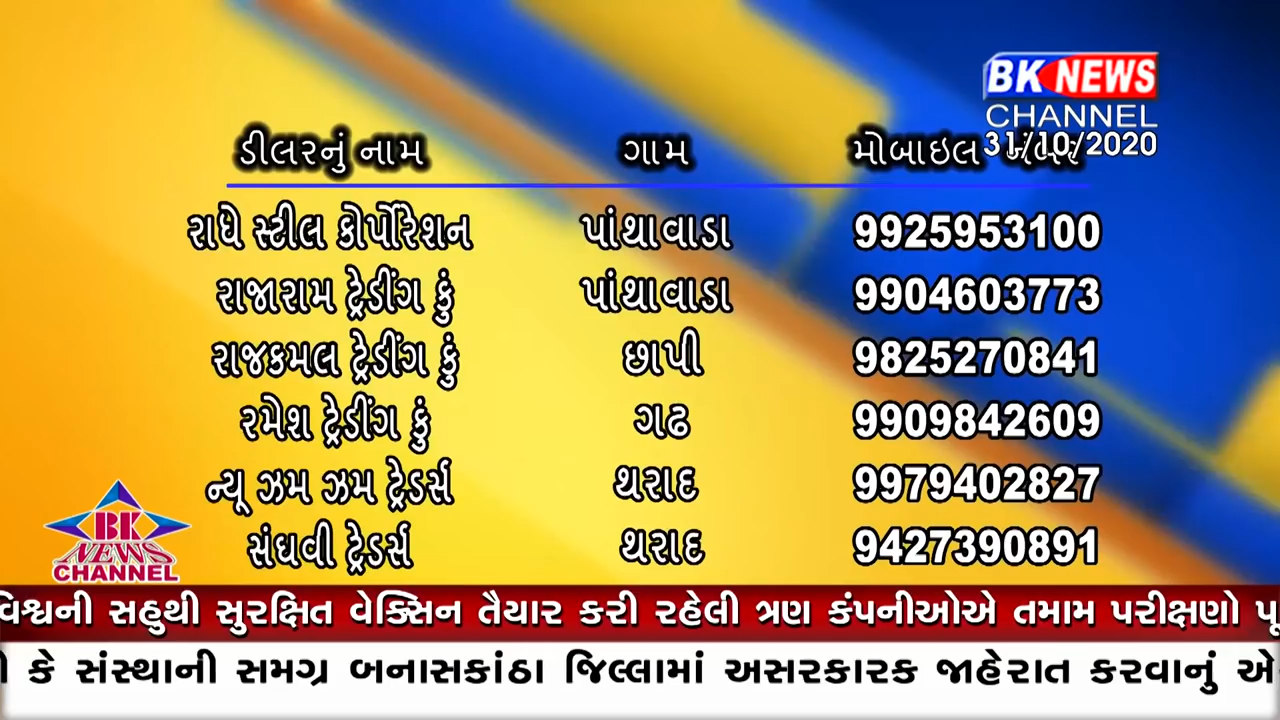 BK NEWS
CHANNEL
31/10/2020
ડીલરનું નામ ગામ મોબાઇલ
રાધે સ્ટીલ કોર્પોરેશન પાંથાવાડા 9925953100
રાજારામ ટ્રેડીંગ કું પાંથાવાડા 9904603773
રાજકમલ ટ્રેડીંગ કું છાપી 9825270841
રમેશ ટ્રેડીંગ કું ગઢ 9909842609
ન્યૂ ઝમ ઝમ ટ્રેડર્સ થરાદ 9979402827
સંઘવી ટ્રેડર્સ થરાદ 9427390891
BK
NEWS
CHANNEL
વિશ્વની સહુથી સુરક્ષિત વેક્સિન તૈયાર કરી રહેલી ત્રણ કંપનીઓએ તમામ પરીક્ષણો
કે સંસ્થાની સમગ્ર બનાસકાંઠા જિલ્લામાં અસરકારક જાહેરાત કરવાનું